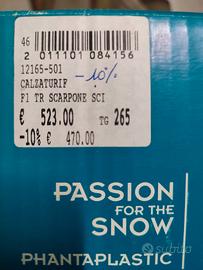 46
2 011101 084156
12165-501 -10%
CALZATURIF
F1 TR SCARPONE SCI
€ 523.00 TG 265
-10% € 470.00
PASSION
FOR THE
SNOW
PHANTAPLASTIC
Subito